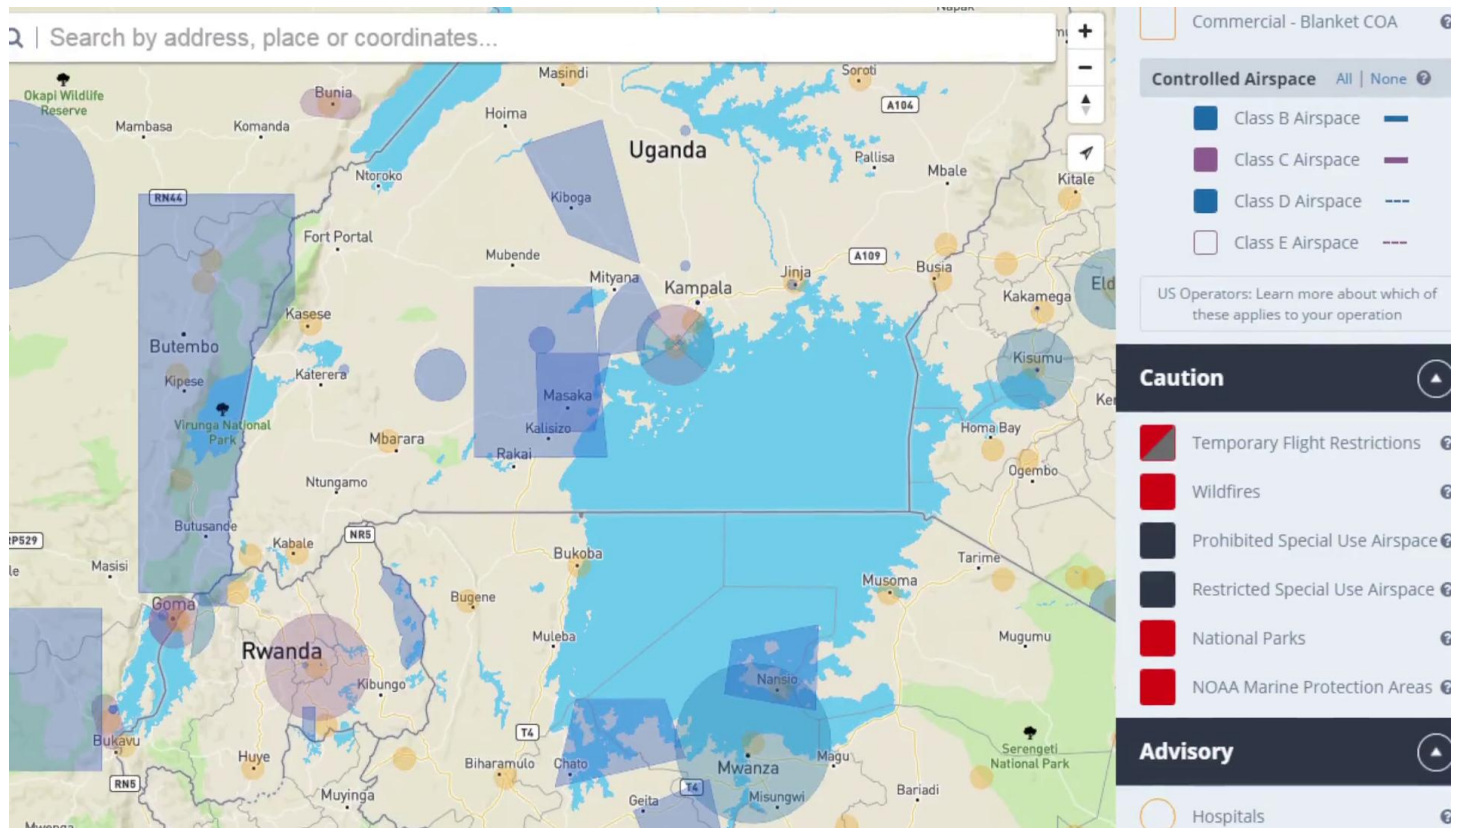 Napak
Search by address, place or coordinates...
+
−
Masindi
Soroti
Okapi Wildlife
Reserve
Bunia
A104
Hoima
Mambasa
Komanda
Uganda
Pallisa
Mbale
Ntoroko
Kitale
RN44
Kiboga
Fort Portal
Mubende
A109
Mityana
Jinja
Busia
Kampala
Eld
Kakamega
Kasese
Butembo
Kisumu
Katerera
Kipese
Masaka
Virunga National
Park
Kalisizo
Homa Bay
Mbarara
Rakai
Ogembo
Ntungamo
Butusande
NR5
P529
Kabale
Bukoba
Masisi
Tarime
Musoma
Bugene
Goma
Muleba
Mugumu
Rwanda
Nansio
Kibungo
T4
Bukavu
Serengeti
National Park
Huye
Biharamulo
Chato
Mwanza
Magu
RN5
T4
Bariadi
Muyinga
Geita
Misungwi
Commercial - Blanket COA
Controlled Airspace All | None
Class B Airspace
Class C Airspace
Class D Airspace
Class E Airspace
US Operators: Learn more about which of
these applies to your operation
Caution
Temporary Flight Restrictions
Wildfires
Prohibited Special Use Airspace
Restricted Special Use Airspace
National Parks
NOAA Marine Protection Areas
Advisory
Hospitals